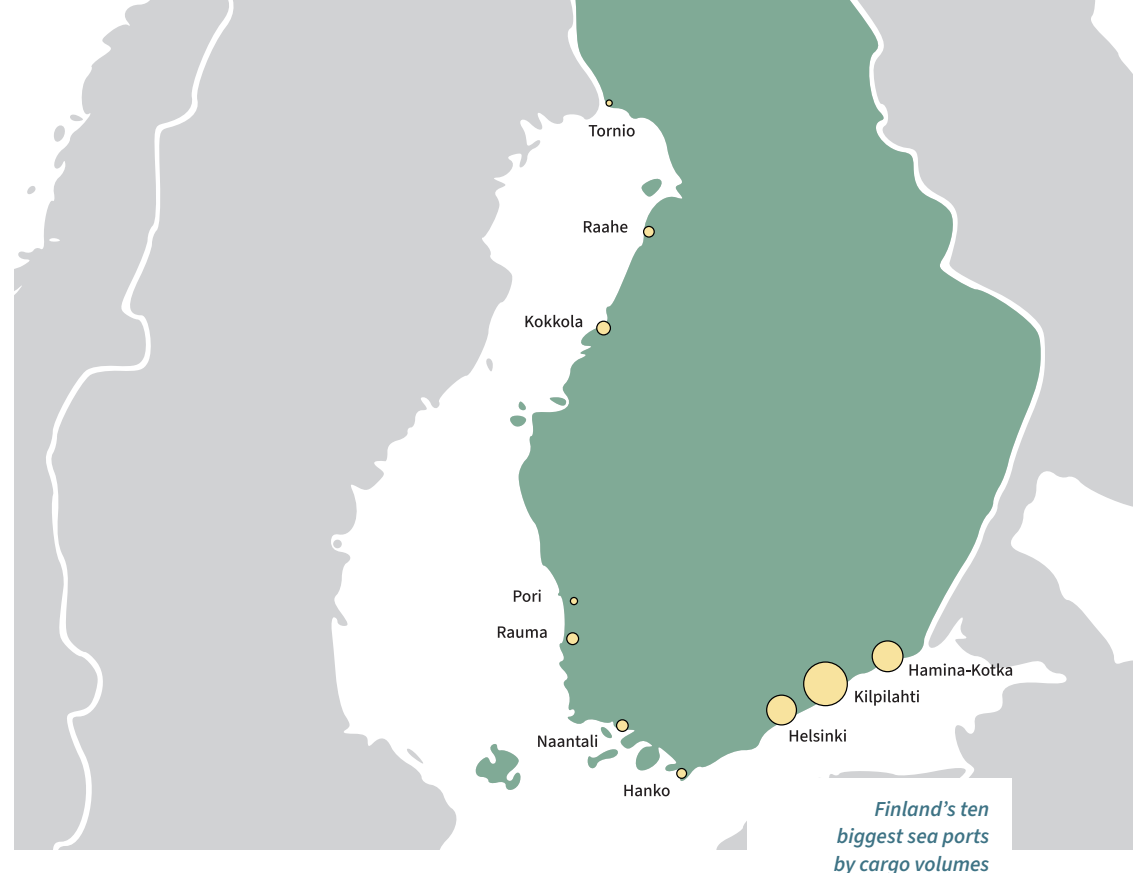 Tornio
Raahe
Kokkola
Pori
Rauma
Hamina-Kotka
Kilpilahti
Helsinki
Naantali
Hanko
Finland’s ten
biggest sea ports
by cargo volumes